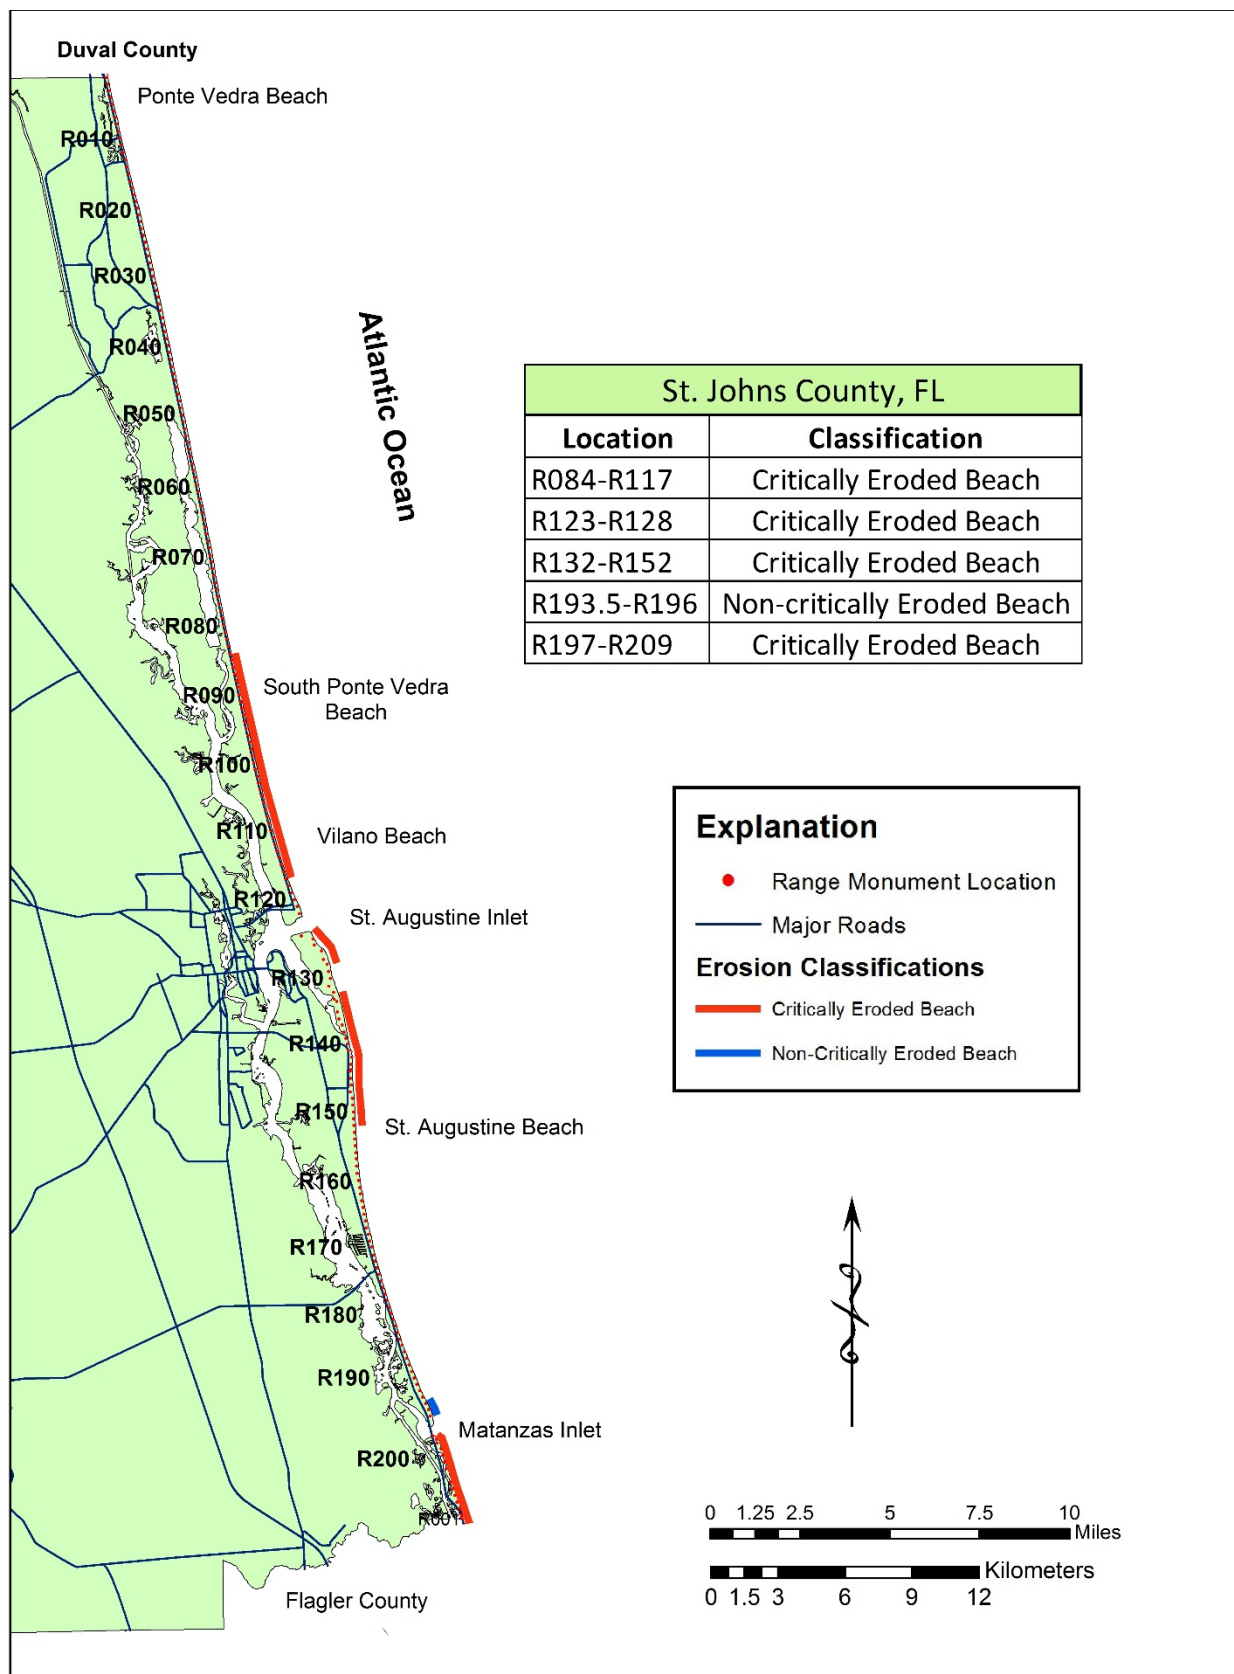 Duval County
Ponte Vedra Beach
R010
R020
R030
R040
R050
R060
R070
R080
R090
R100
R110
R120
R130
R140
R150
R160
R170
R180
R190
R200
R001
Atlantic Ocean
South Ponte Vedra
Beach
Vilano Beach
St. Augustine Inlet
St. Augustine Beach
Matanzas Inlet
Flagler County
St. Johns County, FL
Location Classification
R084-R117 Critically Eroded Beach
R123-R128 Critically Eroded Beach
R132-R152 Critically Eroded Beach
R193.5-R196 Non-critically Eroded Beach
R197-R209 Critically Eroded Beach
Explanation
Range Monument Location
Major Roads
Erosion Classifications
Critically Eroded Beach
Non-Critically Eroded Beach
N
0 1.25 2.5 5 7.5 10
Miles
Kilometers
0 1.5 3 6 9 12